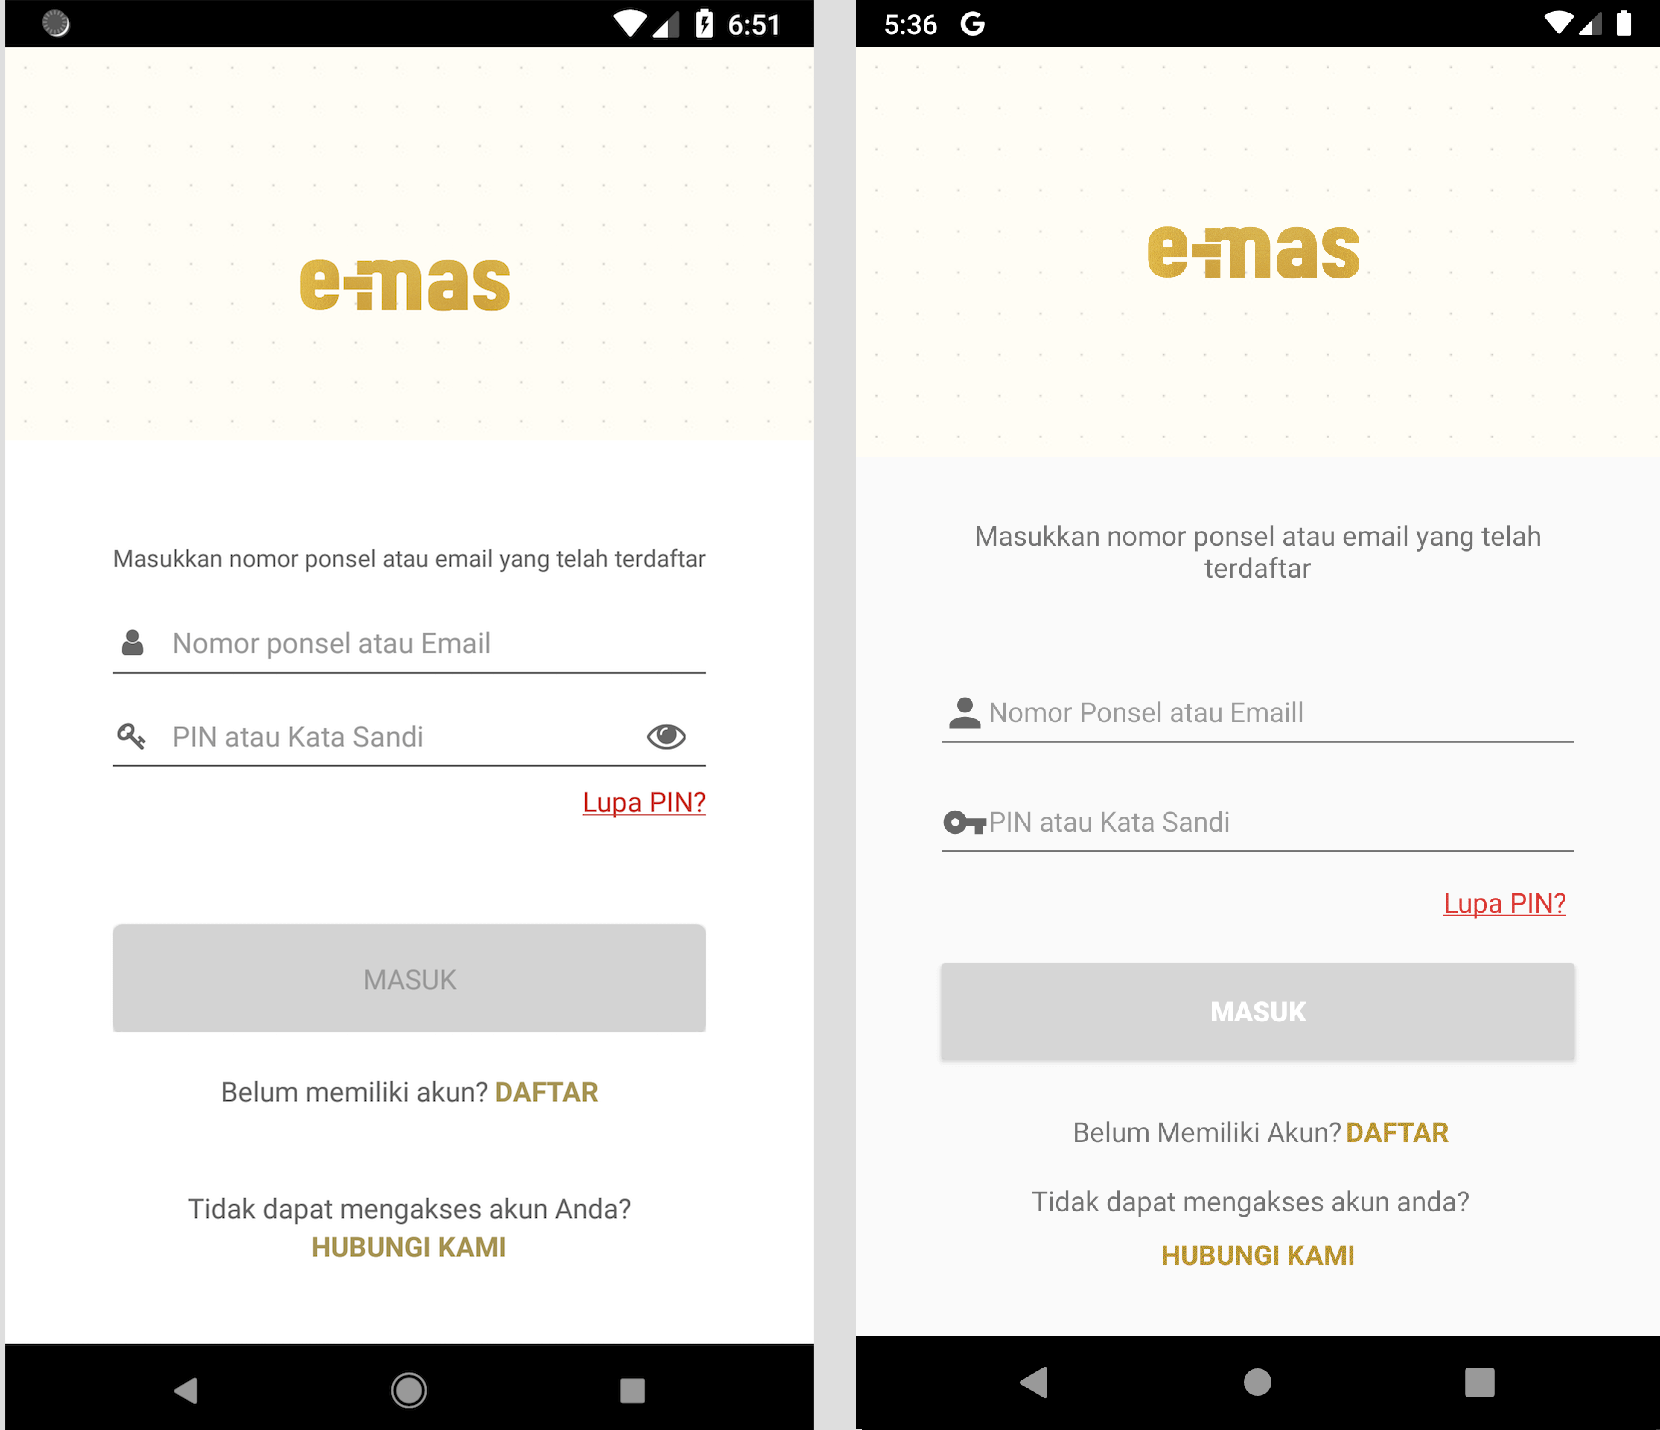 6:51
e-mas
Masukkan nomor ponsel atau email yang telah terdaftar
Nomor ponsel atau Email
PIN atau Kata Sandi
Lupa PIN?
MASUK
Belum memiliki akun? DAFTAR
Tidak dapat mengakses akun Anda?
HUBUNGI KAMI
5:36 G
e-mas
Masukkan nomor ponsel atau email yang telah
terdaftar
Nomor Ponsel atau Emaill
PIN atau Kata Sandi
Lupa PIN?
MASUK
Belum Memiliki Akun? DAFTAR
Tidak dapat mengakses akun anda?
HUBUNGI KAMI